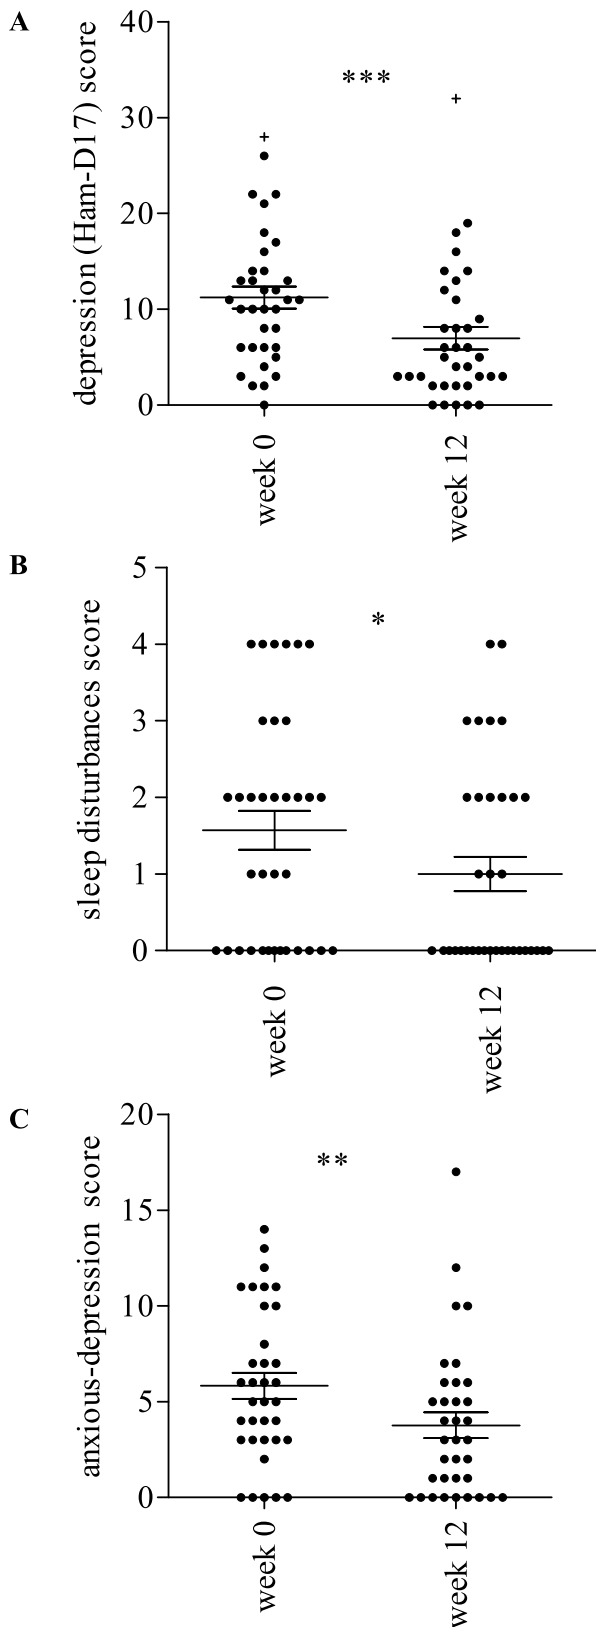 A
depression (Ham-D17) score
40
30
20
10
0
***
+
+
week 0
week 12
B
sleep disturbances score
5
4
3
2
1
0
*
week 0
week 12
C
anxious-depression score
20
15
10
5
0
**
week 0
week 12